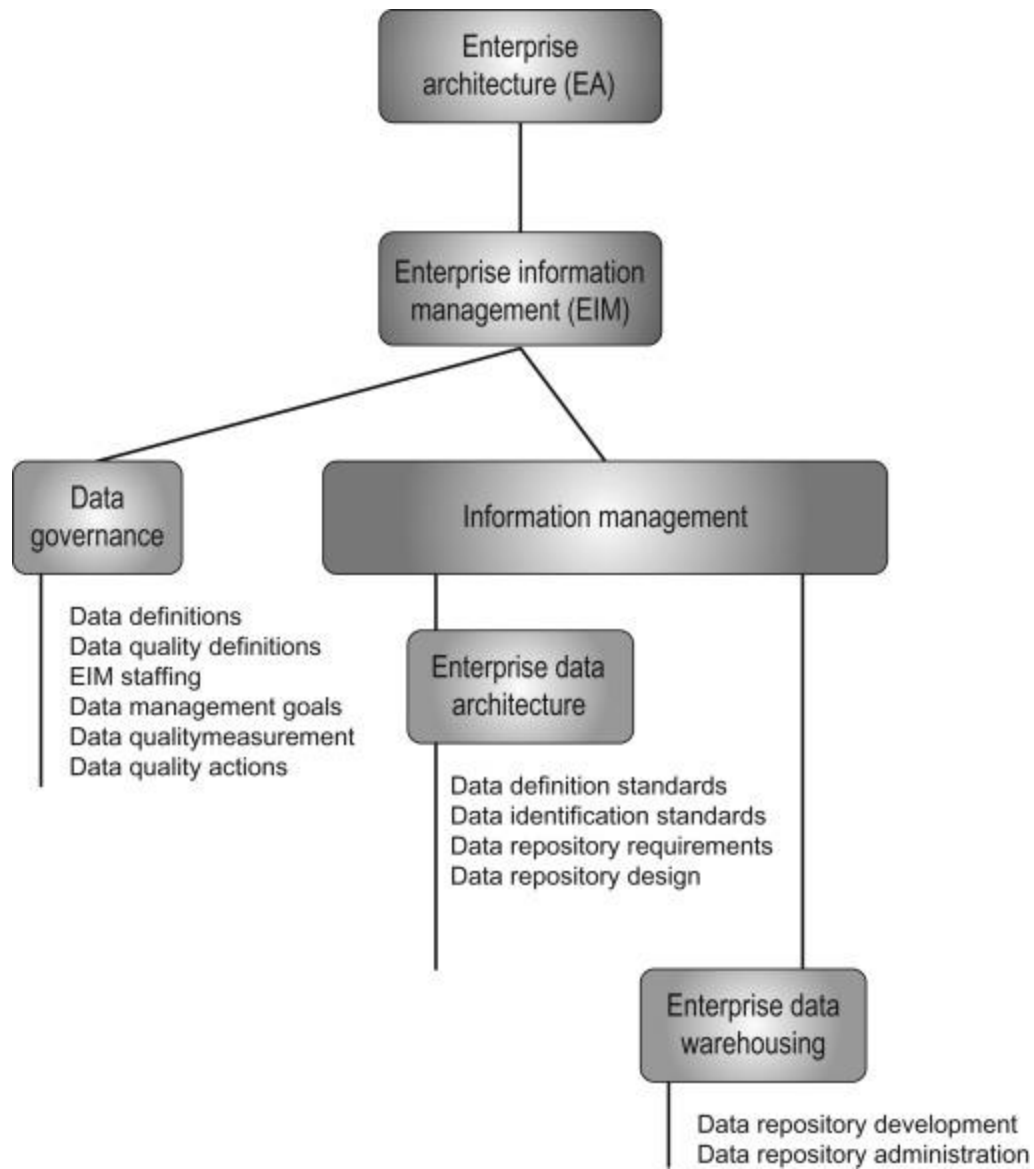 Enterprise
architecture (EA)
Enterprise information
management (EIM)
Data
governance
Information management
Data definitions
Data quality definitions
EIM staffing
Data management goals
Data qualitymeasurement
Data quality actions
Enterprise data
architecture
Data definition standards
Data identification standards
Data repository requirements
Data repository design
Enterprise data
warehousing
Data repository development
Data repository administration